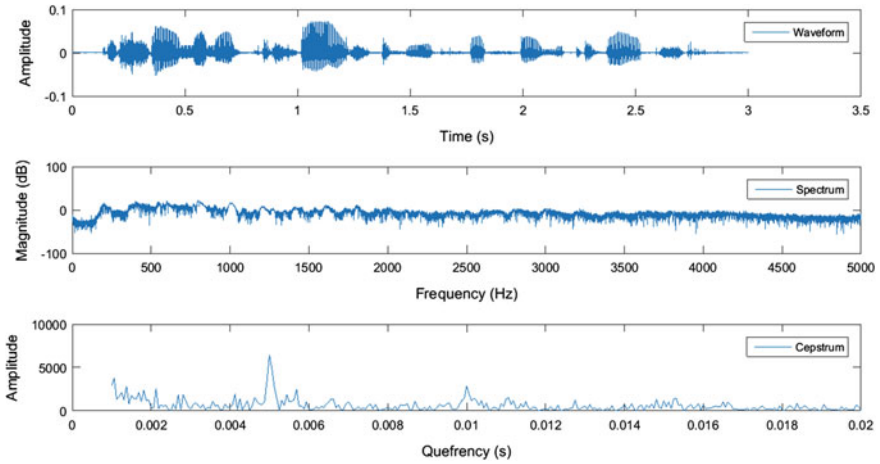 0.1
0
-0.1
Amplitude
Waveform
0 0.5 1 1.5 2 2.5 3 3.5
Time (s)
100
0
-100
Magnitude (dB)
Spectrum
0 500 1000 1500 2000 2500 3000 3500 4000 4500 5000
Frequency (Hz)
10000
5000
0
Amplitude
Cepstrum
0 0.002 0.004 0.006 0.008 0.01 0.012 0.014 0.016 0.018 0.02
Quefrency (s)